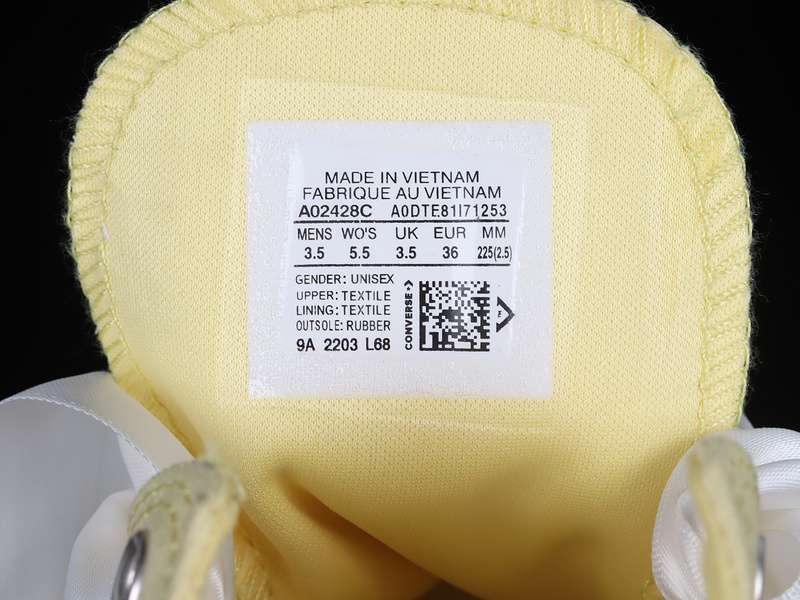 MADE IN VIETNAM
FABRIQUE AU VIETNAM
A02428C A0DTE81I71253
MENS WO'S UK EUR MM
3.5 5.5 3.5 36 225(2.5)
GENDER: UNISEX
UPPER: TEXTILE
LINING: TEXTILE
OUTSOLE: RUBBER
9A 2203 L68
CONVERSE